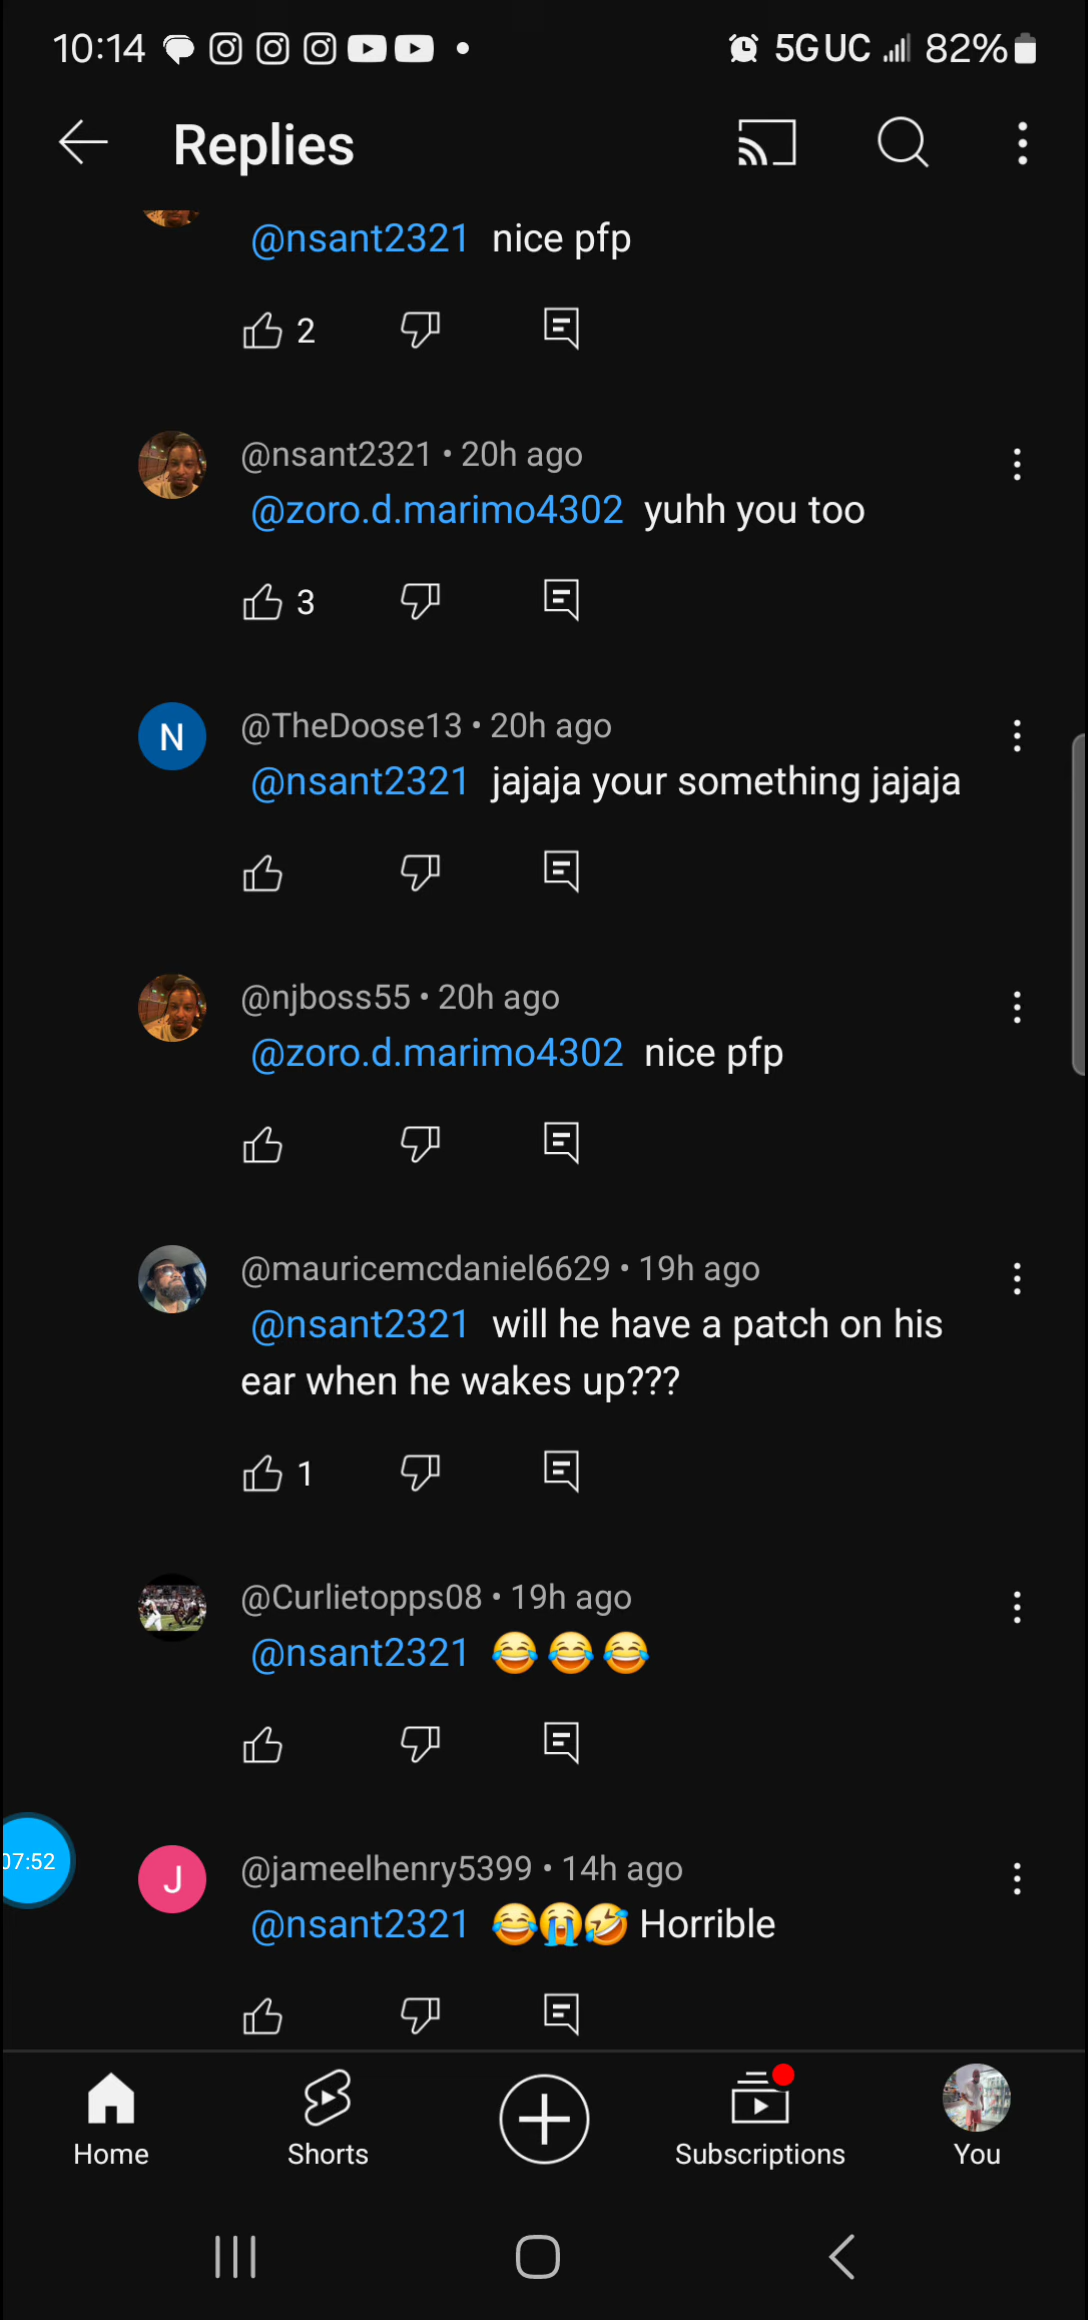 10:14 5GUC 82%
Replies
@nsant2321 nice pfp
2
@nsant2321 • 20h ago
@zoro.d.marimo4302 yuhh you too
3
N @TheDoose13 • 20h ago
@nsant2321 jajaja your something jajaja
@njboss55 • 20h ago
@zoro.d.marimo4302 nice pfp
@mauricemcdaniel6629 • 19h ago
@nsant2321 will he have a patch on his
ear when he wakes up???
1
@Curlietopps08 • 19h ago
@nsant2321 😂 😂 😂
07:52
J @jameelhenry5399 • 14h ago
@nsant2321 😂😭🤣 Horrible
Home Shorts Subscriptions You